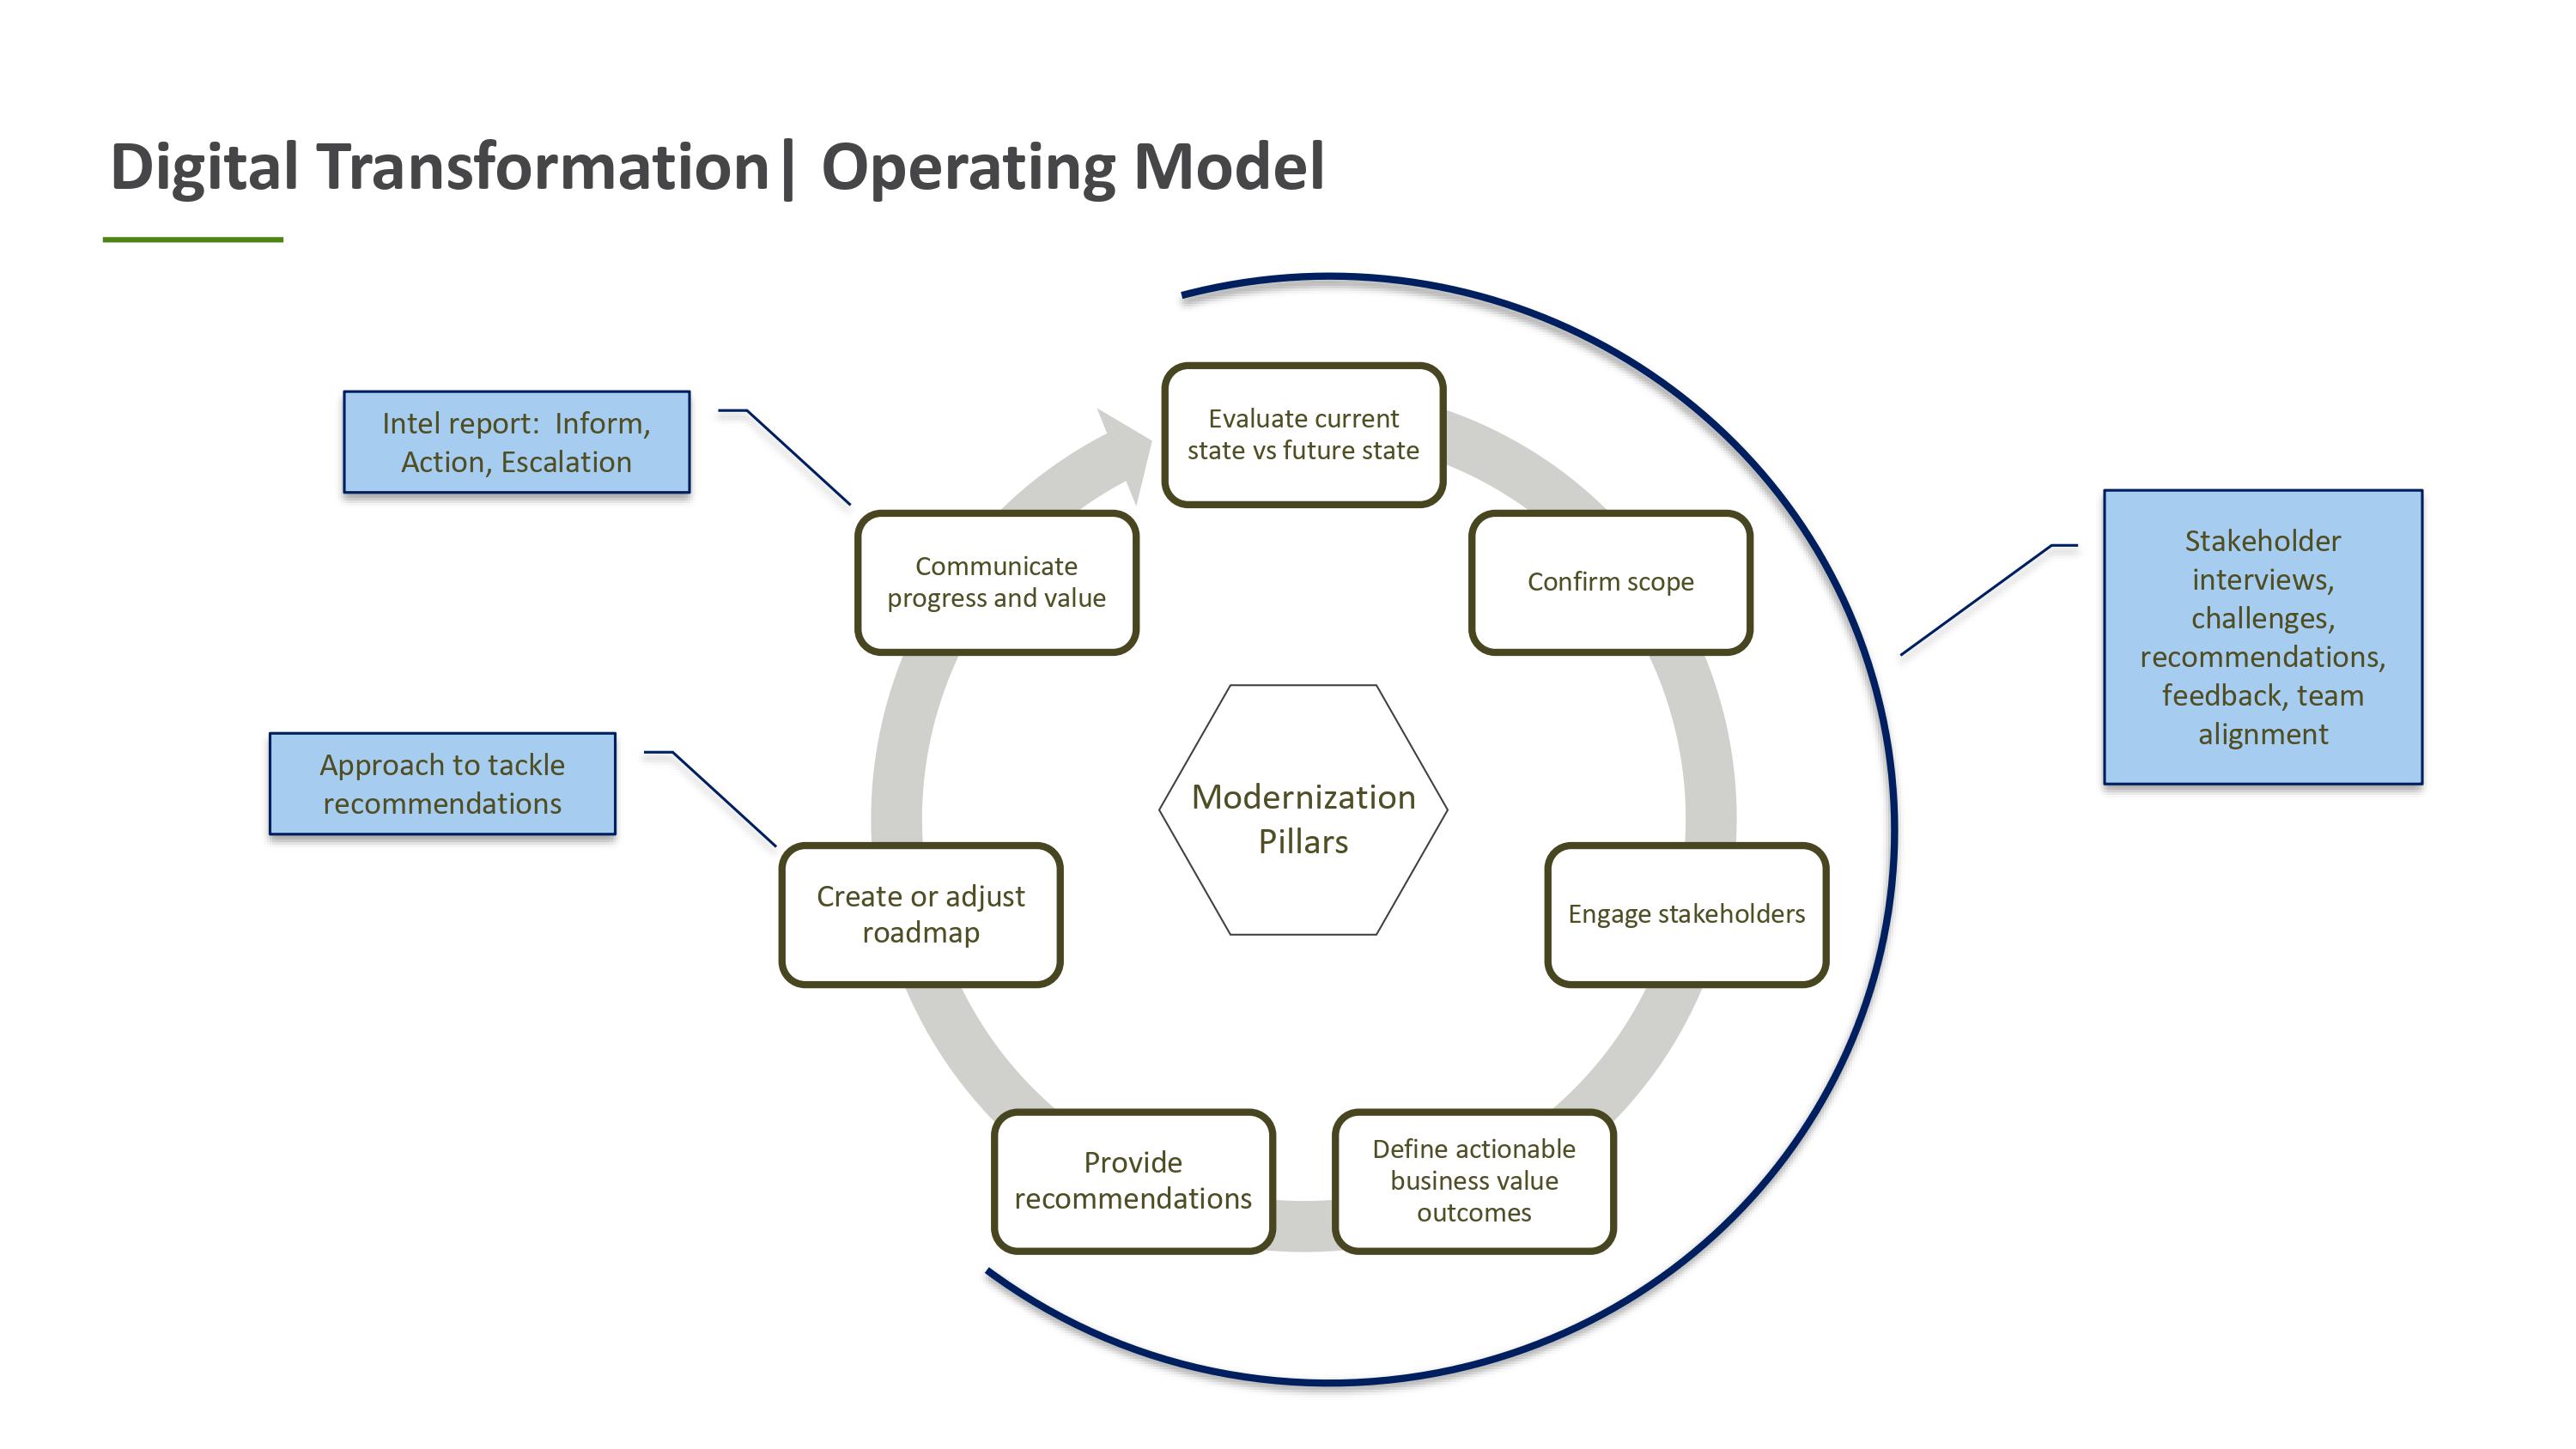 Digital Transformation| Operating Model
Intel report:  Inform,
Action, Escalation
Approach to tackle
recommendations
Evaluate current
state vs future state
Confirm scope
Engage stakeholders
Define actionable
business value
outcomes
Provide
recommendations
Create or adjust
roadmap
Communicate
progress and value
Modernization
Pillars
Stakeholder
interviews,
challenges,
recommendations,
feedback, team
alignment